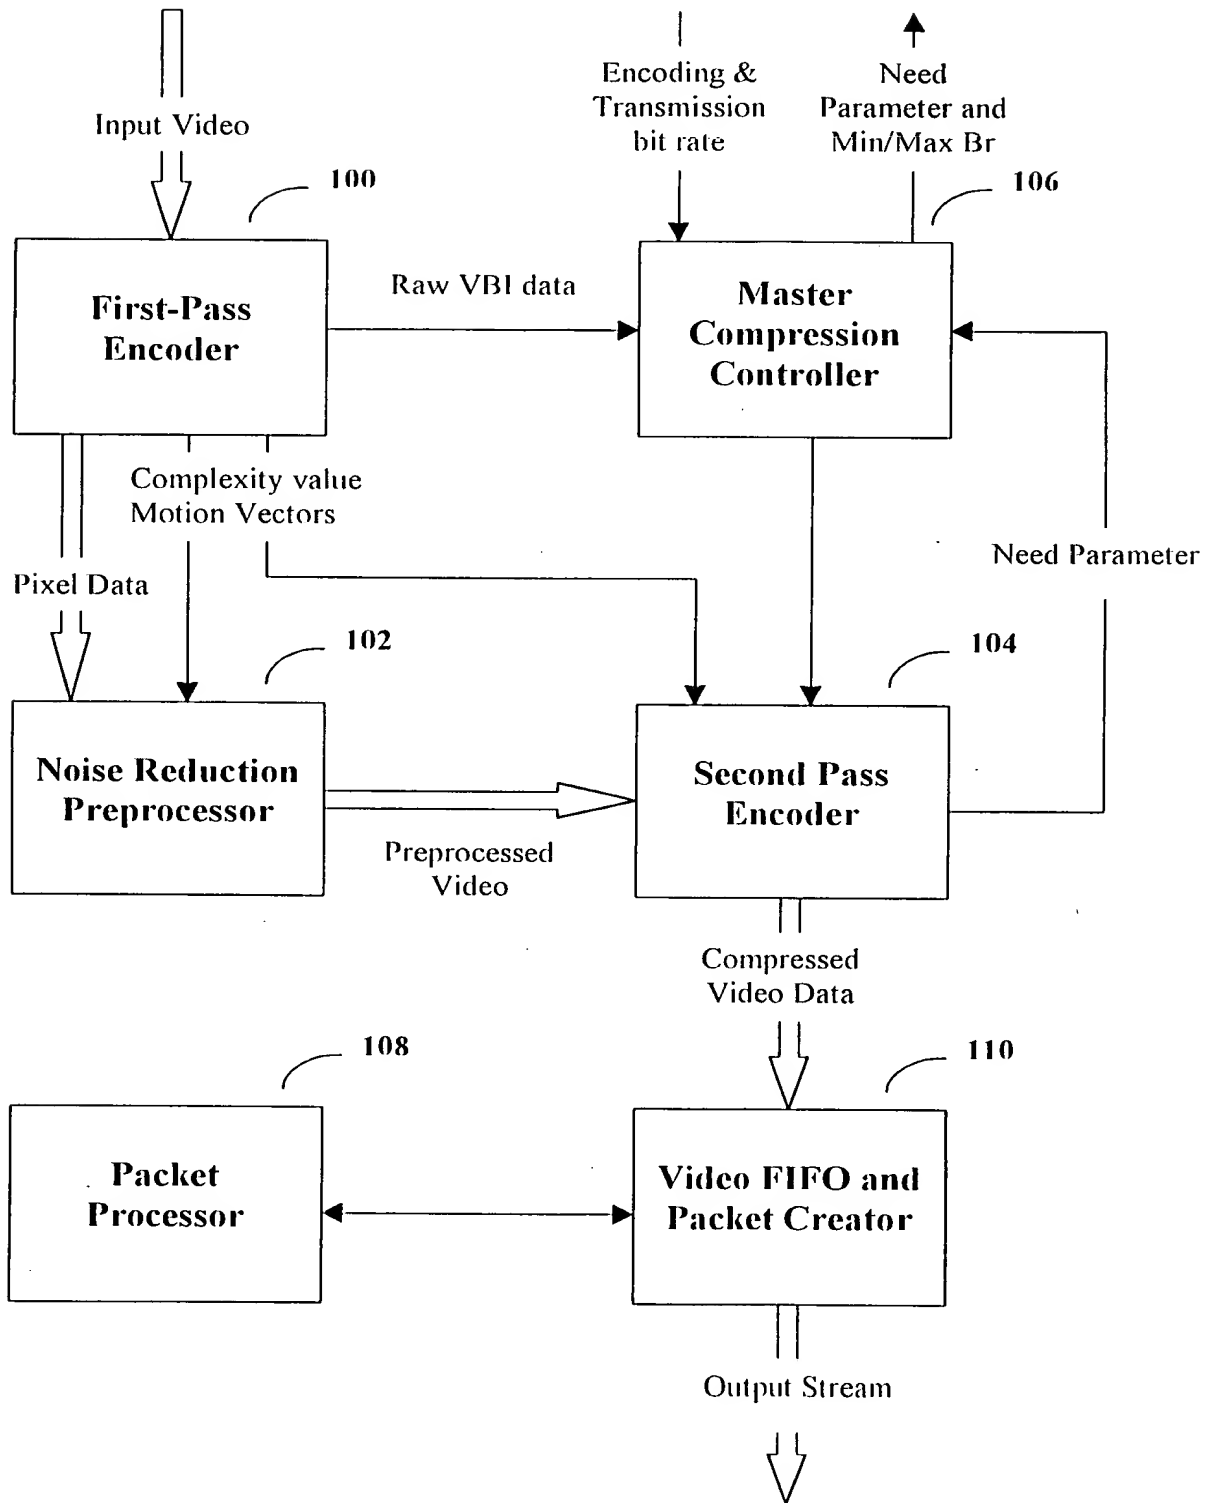 Input Video
Encoding &
Transmission
bit rate
Need
Parameter and
Min/Max Br
100
106
First-Pass
Encoder
Raw VBI data
Master
Compression
Controller
Complexity value
Motion Vectors
Pixel Data
Need Parameter
102
104
Noise Reduction
Preprocessor
Second Pass
Encoder
Preprocessed
Video
Compressed
Video Data
108
110
Packet
Processor
Video FIFO and
Packet Creator
Output Stream